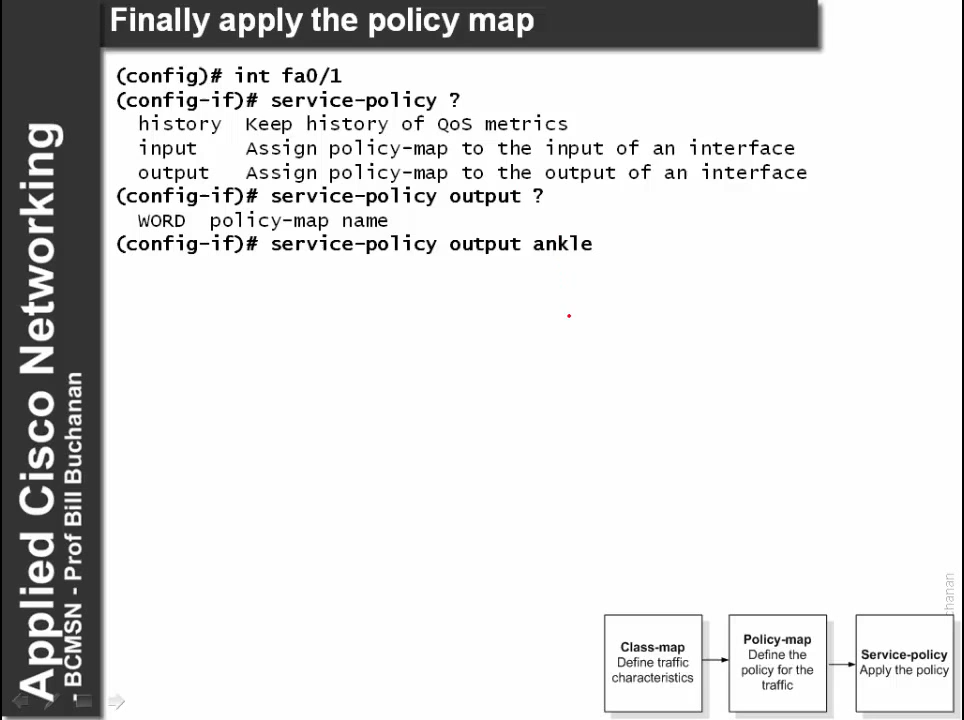 Finally apply the policy map
(config)# int fa0/1
(config-if)# service-policy ?
history Keep history of QoS metrics
input Assign policy-map to the input of an interface
output Assign policy-map to the output of an interface
(config-if)# service-policy output ?
WORD policy-map name
(config-if)# service-policy output ankle
Applied Cisco Networking
- BCMSN - Prof Bill Buchanan
Class-map
Define traffic
characteristics
Policy-map
Define the
policy for the
traffic
Service-policy
Apply the policy